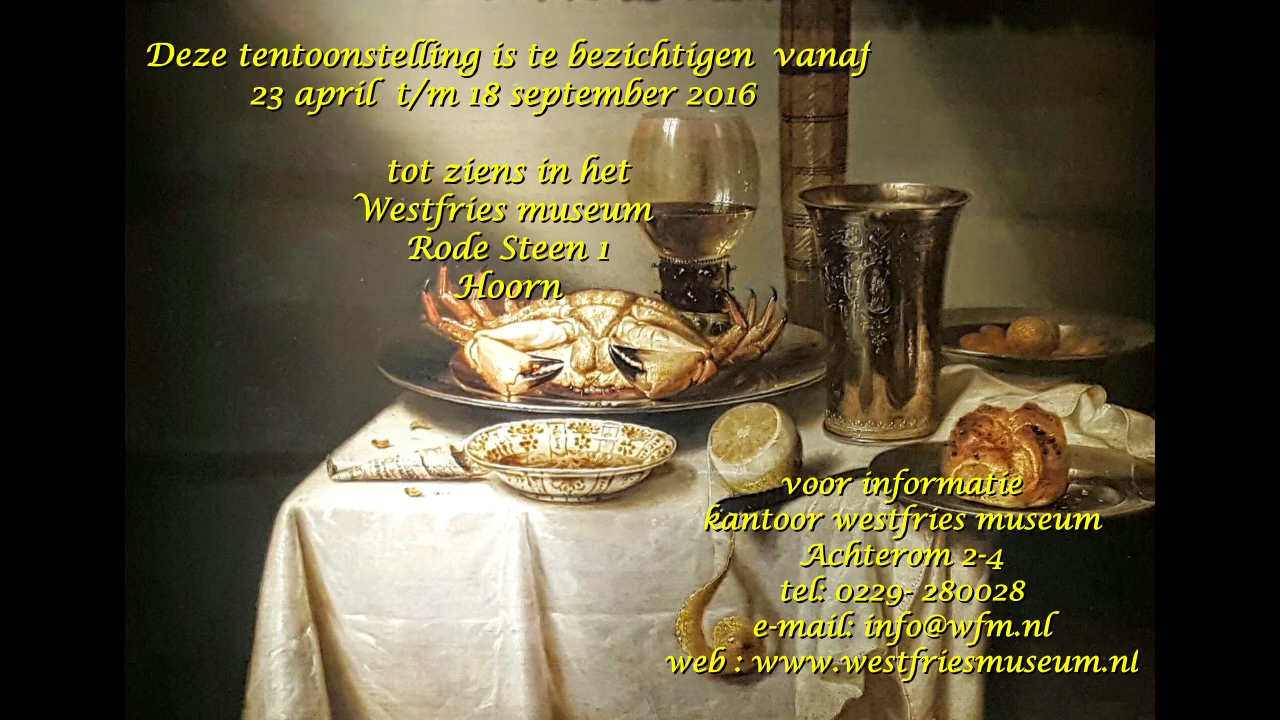 Deze tentoonstelling is te bezichtigen vanaf
23 april t/m 18 september 2016
tot ziens in het
Westfries museum
Rode Steen 1
Hoorn
voor informatie
kantoor westfries museum
Achterom 2-4
tel: 0229- 280028
e-mail: info@wfm.nl
web : www.westfriesmuseum.nl